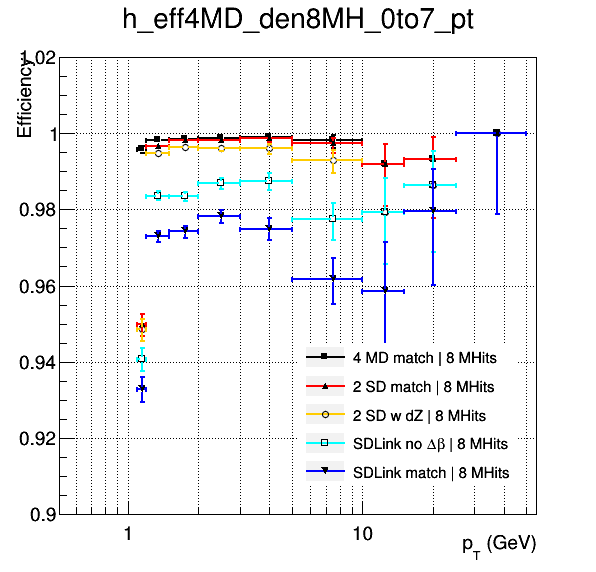 h_eff4MD_den8MH_0to7_pt
Efficiency
1.02
1
0.98
0.96
0.94
0.92
0.9
4 MD match | 8 MHits
2 SD match | 8 MHits
2 SD w dZ | 8 MHits
SDLink no Δβ | 8 MHits
SDLink match | 8 MHits
1
10
p_T (GeV)